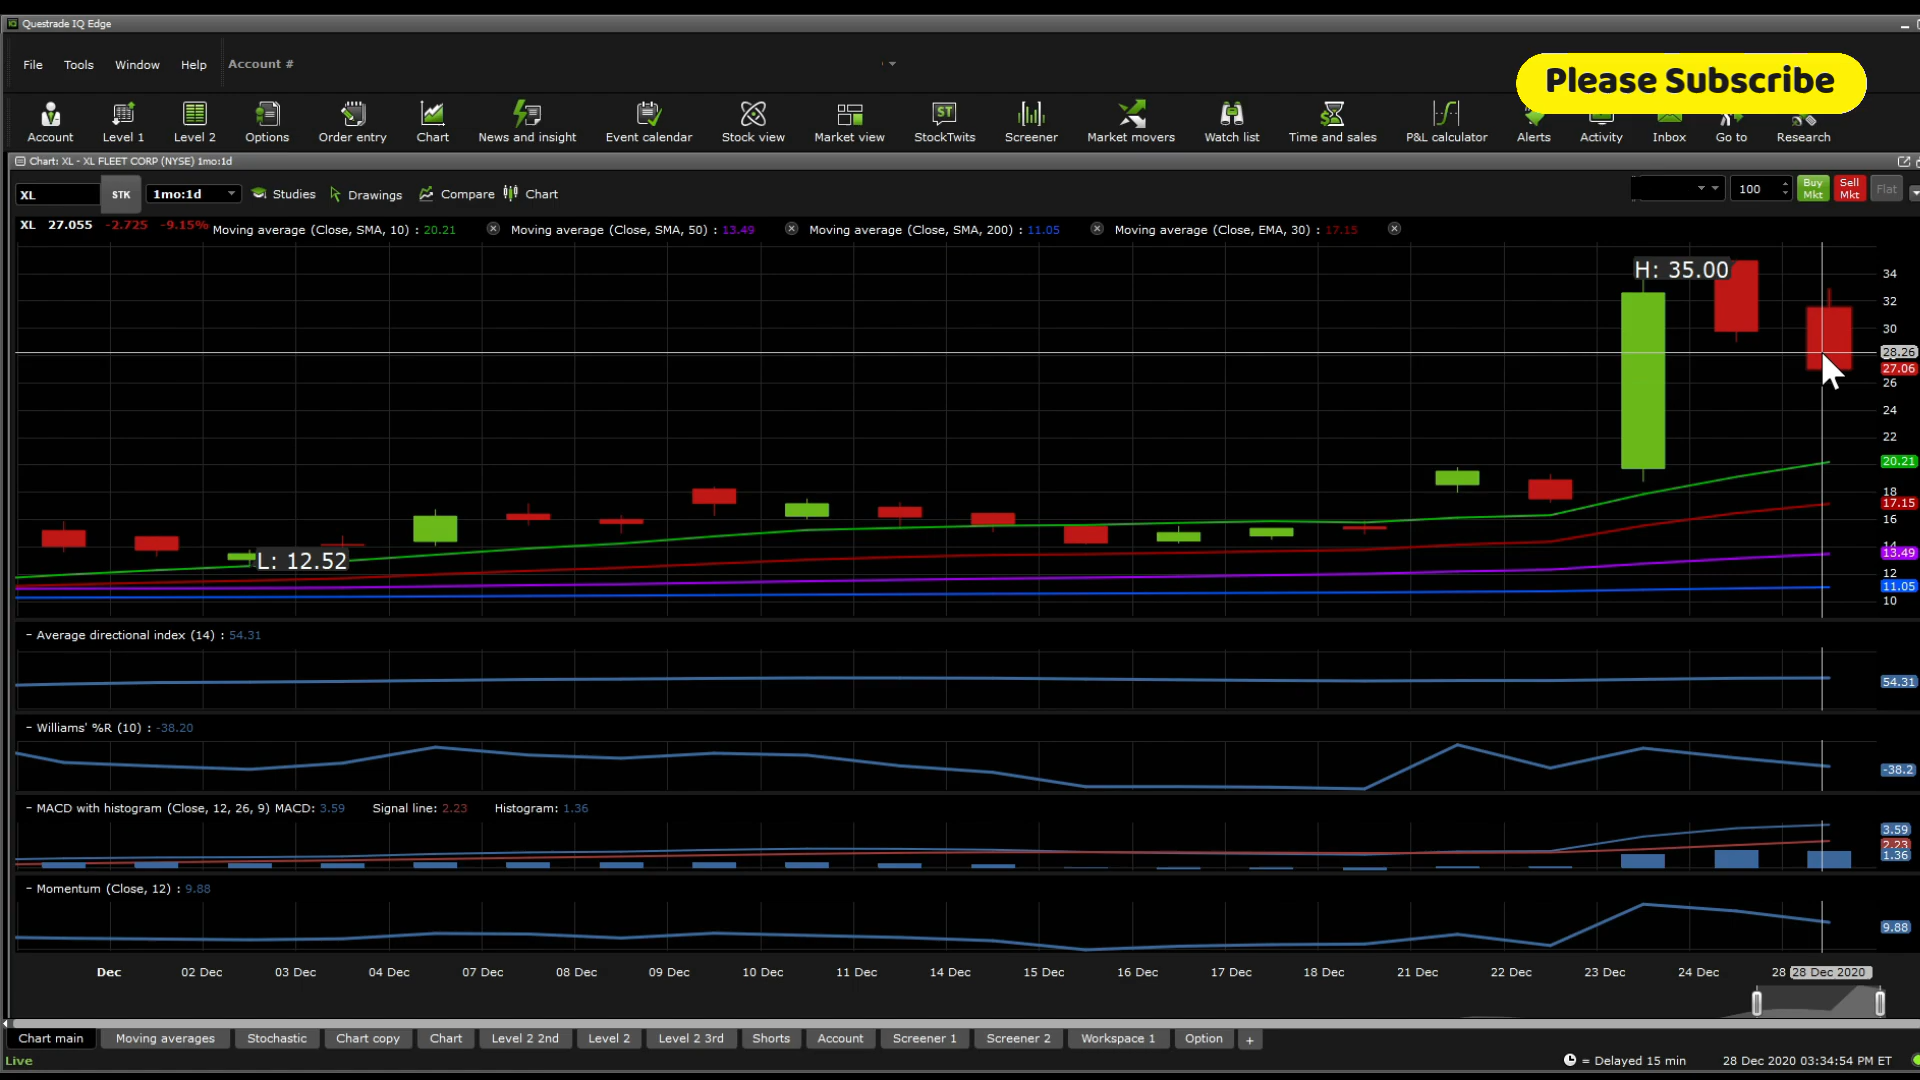 Questrade IQ Edge
File Tools Window Help Account #
Please Subscribe
Account Level 1 Level 2 Options Order entry Chart News and insight Event calendar Stock view Market view StockTwits Screener Market movers Watch list Time and sales P&L calculator Alerts Activity Inbox Go to Research
Chart: XL - XL FLEET CORP (NYSE) 1mo:1d
XL STK 1mo:1d Studies Drawings Compare Chart 100 Buy Mkt Sell Mkt Flat
XL 27.055 -2.725 -9.15% Moving average (Close, SMA, 10) : 20.21 Moving average (Close, SMA, 50) : 13.49 Moving average (Close, SMA, 200) : 11.05 Moving average (Close, EMA, 30) : 17.15
H: 35.00
34
32
30
28.26
27.06
26
24
22
20.21
18
17.15
16
14
13.49
L: 12.52
12
11.05
10
- Average directional index (14) : 54.31
54.31
- Williams' %R (10) : -38.20
-38.2
- MACD with histogram (Close, 12, 26, 9) MACD: 3.59 Signal line: 2.23 Histogram: 1.36
3.59
2.23
1.36
- Momentum (Close, 12) : 9.88
9.88
Dec 02 Dec 03 Dec 04 Dec 07 Dec 08 Dec 09 Dec 10 Dec 11 Dec 14 Dec 15 Dec 16 Dec 17 Dec 18 Dec 21 Dec 22 Dec 23 Dec 24 Dec 28 28 Dec 2020
Chart main Moving averages Stochastic Chart copy Chart Level 2 2nd Level 2 Level 2 3rd Shorts Account Screener 1 Screener 2 Workspace 1 Option +
Live = Delayed 15 min 28 Dec 2020 03:34:54 PM ET